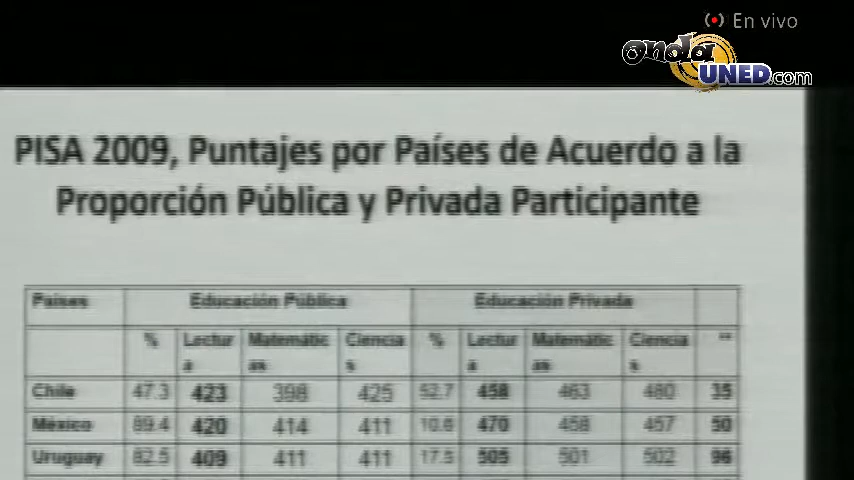 En vivo
onda
UNED.com
PISA 2009, Puntajes por Países de Acuerdo a la
Proporción Pública y Privada Participante
Países Educación Pública Educación Privada
% Lectur Matemátic Ciencia % Lectur Matemátic Ciencia **
a as s a as s
Chile 47.3 423 398 425 52.7 458 463 480 35
México 89.4 420 414 411 10.6 470 458 457 50
Uruguay 82.5 409 411 411 17.5 505 501 502 96